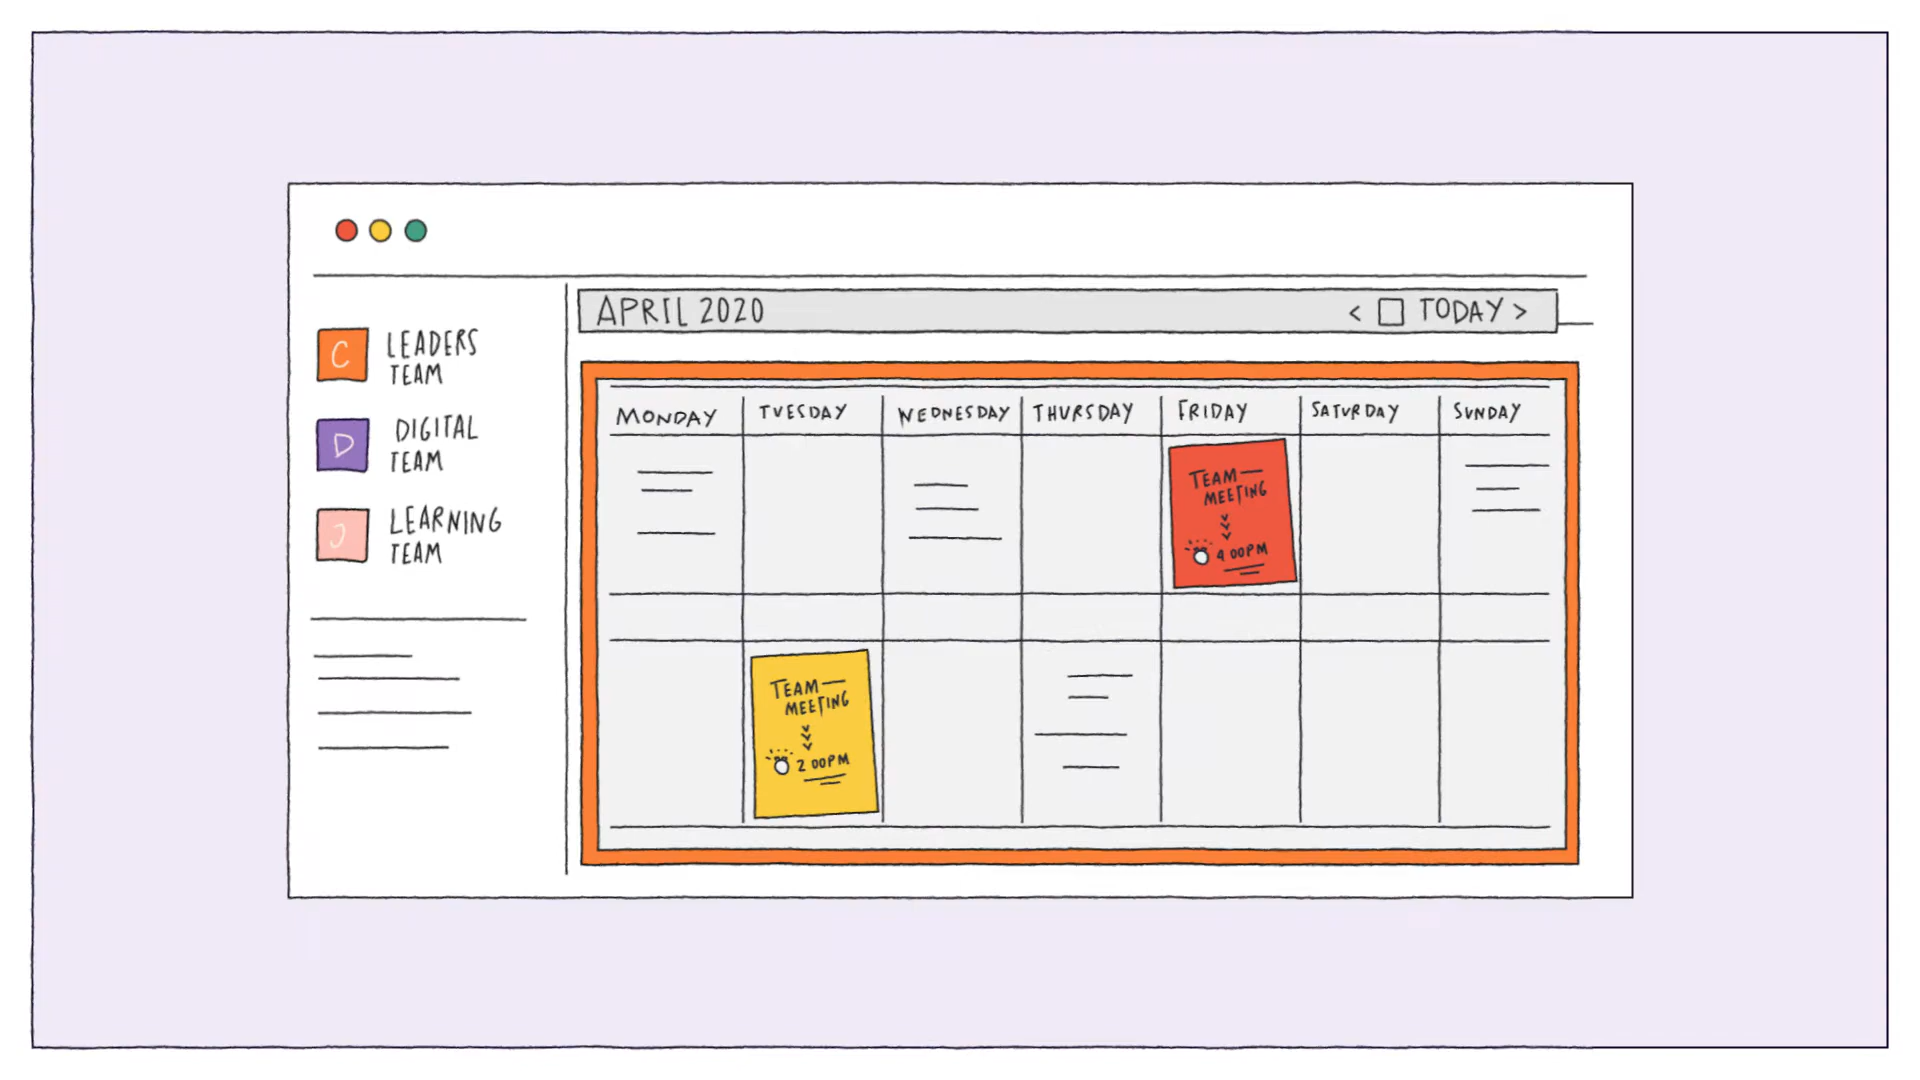 APRIL 2020
< TODAY >
C LEADERS
TEAM
D DIGITAL
TEAM
J LEARNING
TEAM
MONDAY TUESDAY WEDNESDAY THURSDAY FRIDAY SATURDAY SUNDAY
TEAM
MEETING
4 00PM
TEAM
MEETING
2 00PM